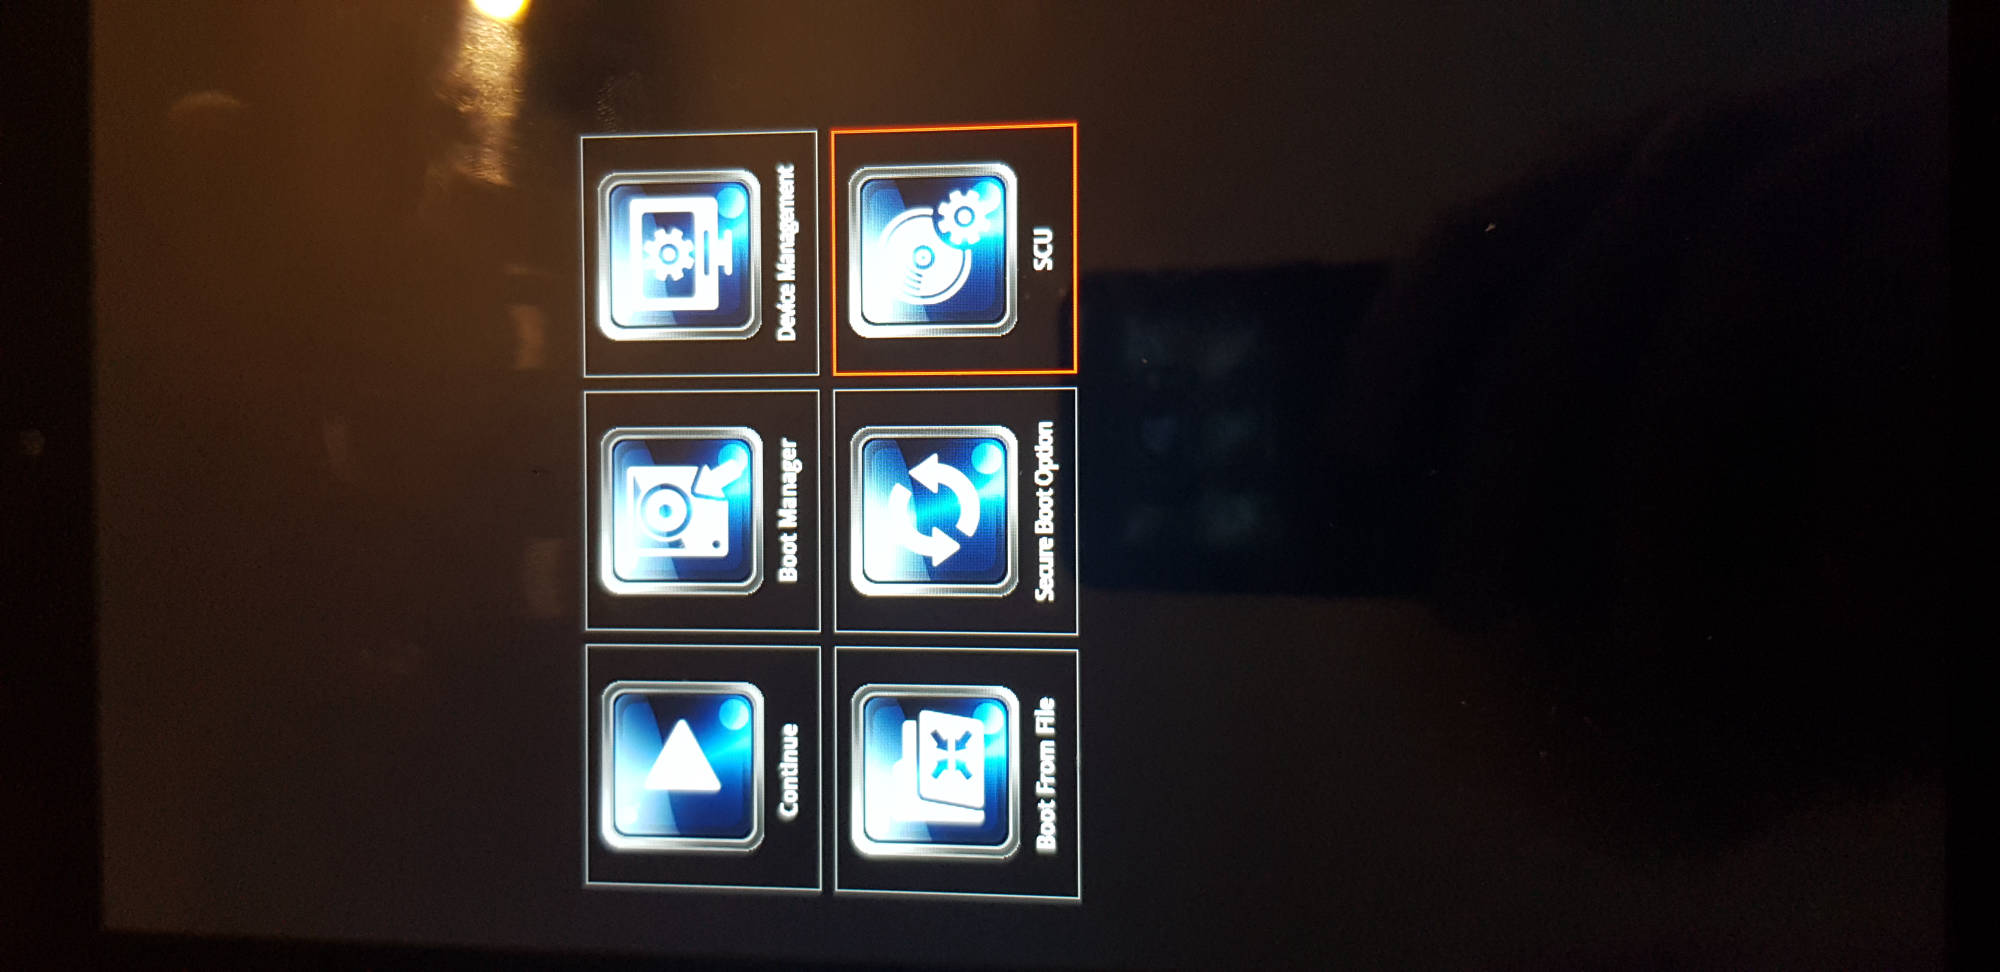 Continue
Boot Manager
Device Management
Boot From File
Secure Boot Option
SCU